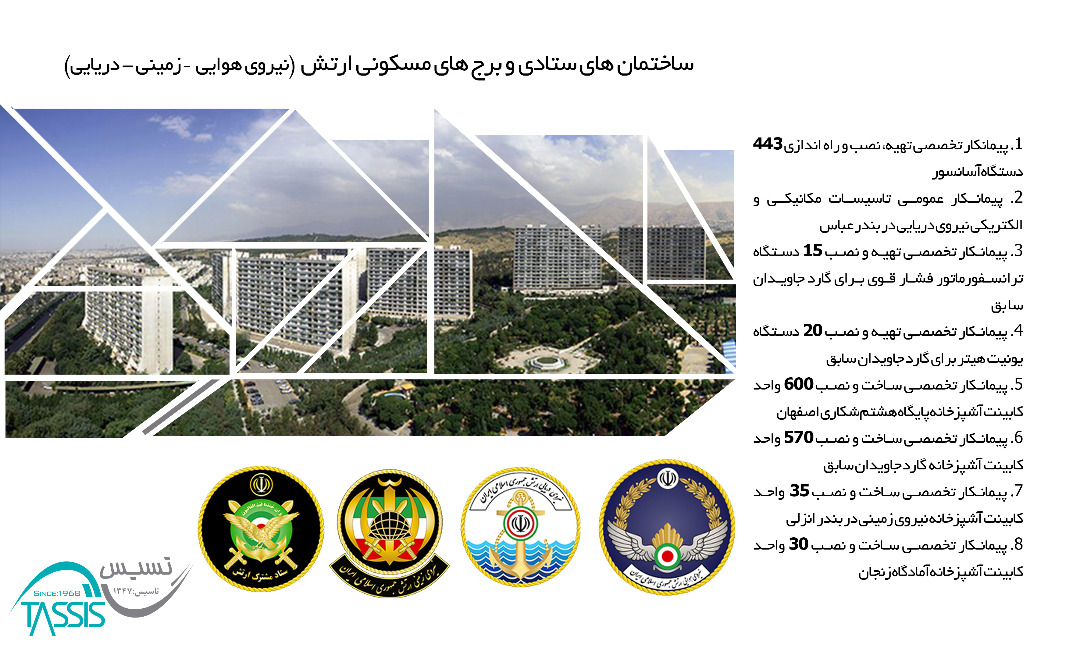 ساختمان های ستادی و برج های مسکونی ارتش (نیروی هوایی - زمینی – دریایی)
1. پیمانکار تخصصی تهیه، نصب و راه اندازی 443
دستگاه آسانسور
2. پیمانکار عمومی تاسیسات مکانیکی و
الکتریکی نیروی دریایی در بندر عباس
3. پیمانکار تخصصی تهیه و نصب 15 دستگاه
ترانسفورماتور فشار قوی برای گارد جاویدان
سابق
4. پیمانکار تخصصی تهیه و نصب 20 دستگاه
یونیت هیتر برای گارد جاویدان سابق
5. پیمانکار تخصصی ساخت و نصب 600 واحد
کابینت آشپزخانه پایگاه هشتم شکاری اصفهان
6. پیمانکار تخصصی ساخت و نصب 570 واحد
کابینت آشپزخانه گارد جاویدان سابق
7. پیمانکار تخصصی ساخت و نصب 35 واحد
کابینت آشپزخانه نیروی زمینی در بندر انزلی
8. پیمانکار تخصصی ساخت و نصب 30 واحد
کابینت آشپزخانه آمادگاه زنجان
نیروی هوایی ارتش جمهوری اسلامی ایران
نیروی دریایی ارتش جمهوری اسلامی ایران
نیروی زمینی ارتش جمهوری اسلامی ایران
ستاد مشترک ارتش
تسیس
تاسیس:۱۳۴۷
SINCE:1968
TASSIS